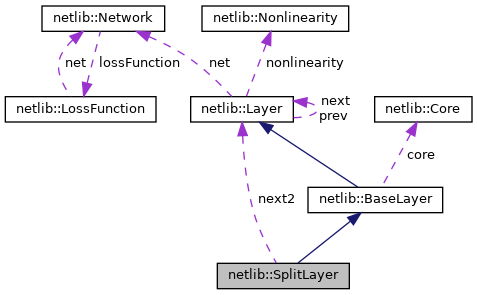 netlib::Network
netlib::Nonlinearity
net
lossFunction
net
nonlinearity
netlib::LossFunction
netlib::Layer
next
prev
netlib::Core
core
next2
netlib::BaseLayer
netlib::SplitLayer